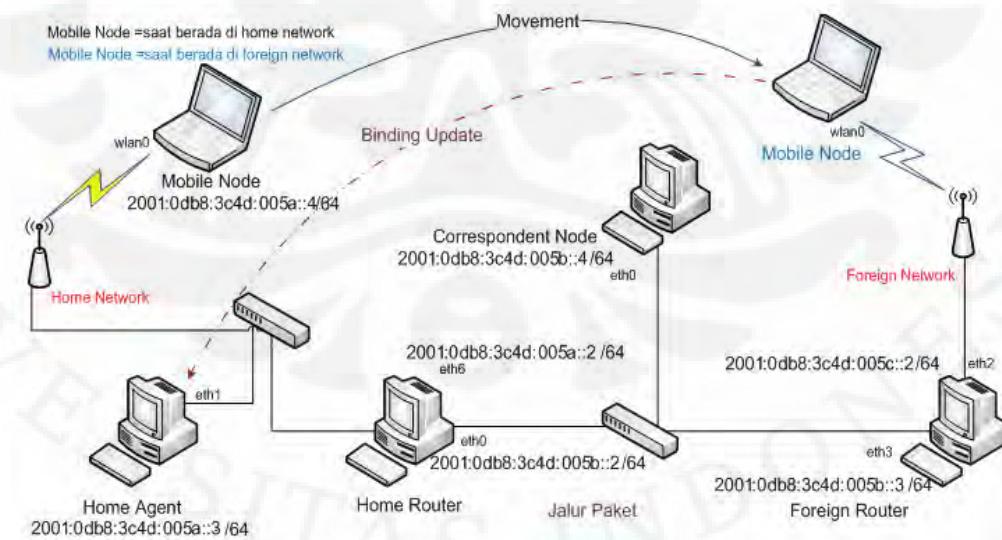 Movement
Mobile Node =saat berada di home network
Mobile Node =saat berada di foreign network
Binding Update
wlan0
wlan0
Mobile Node
Mobile Node
2001:0db8:3c4d:005a::4/64
Correspondent Node
2001:0db8:3c4d:005b::4/64
eth0
Home Network
Foreign Network
2001:0db8:3c4d:005a::2/64
eth6
2001:0db8:3c4d:005c::2/64
eth2
eth1
eth0
2001:0db8:3c4d:005b::2/64
eth3
2001:0db8:3c4d:005b::3/64
Home Agent
2001:0db8:3c4d:005a::3/64
Home Router
Jalur Paket
Foreign Router